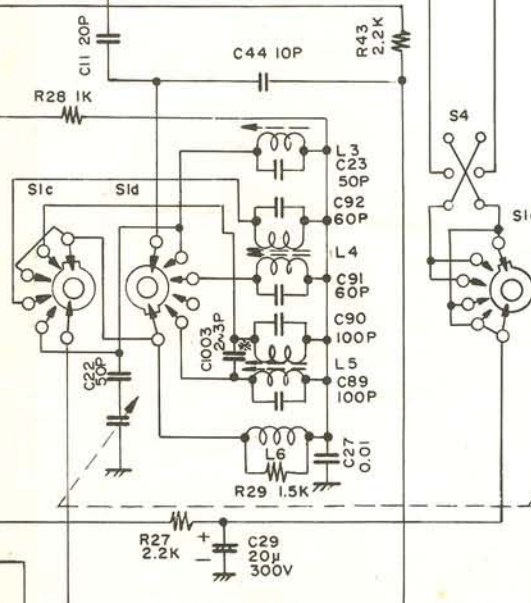 C11 20P
C44 10P
R43
2.2K
R28 1K
S4
L3
C23
50P
S1c
S1d
C92
60P
S1
L4
C91
60P
C90
100P
C1003
2~3P
※
L5
C22
50P
C89
100P
L6
C27
0.01
R29 1.5K
R27
2.2K
+
−
C29
20μ
300V